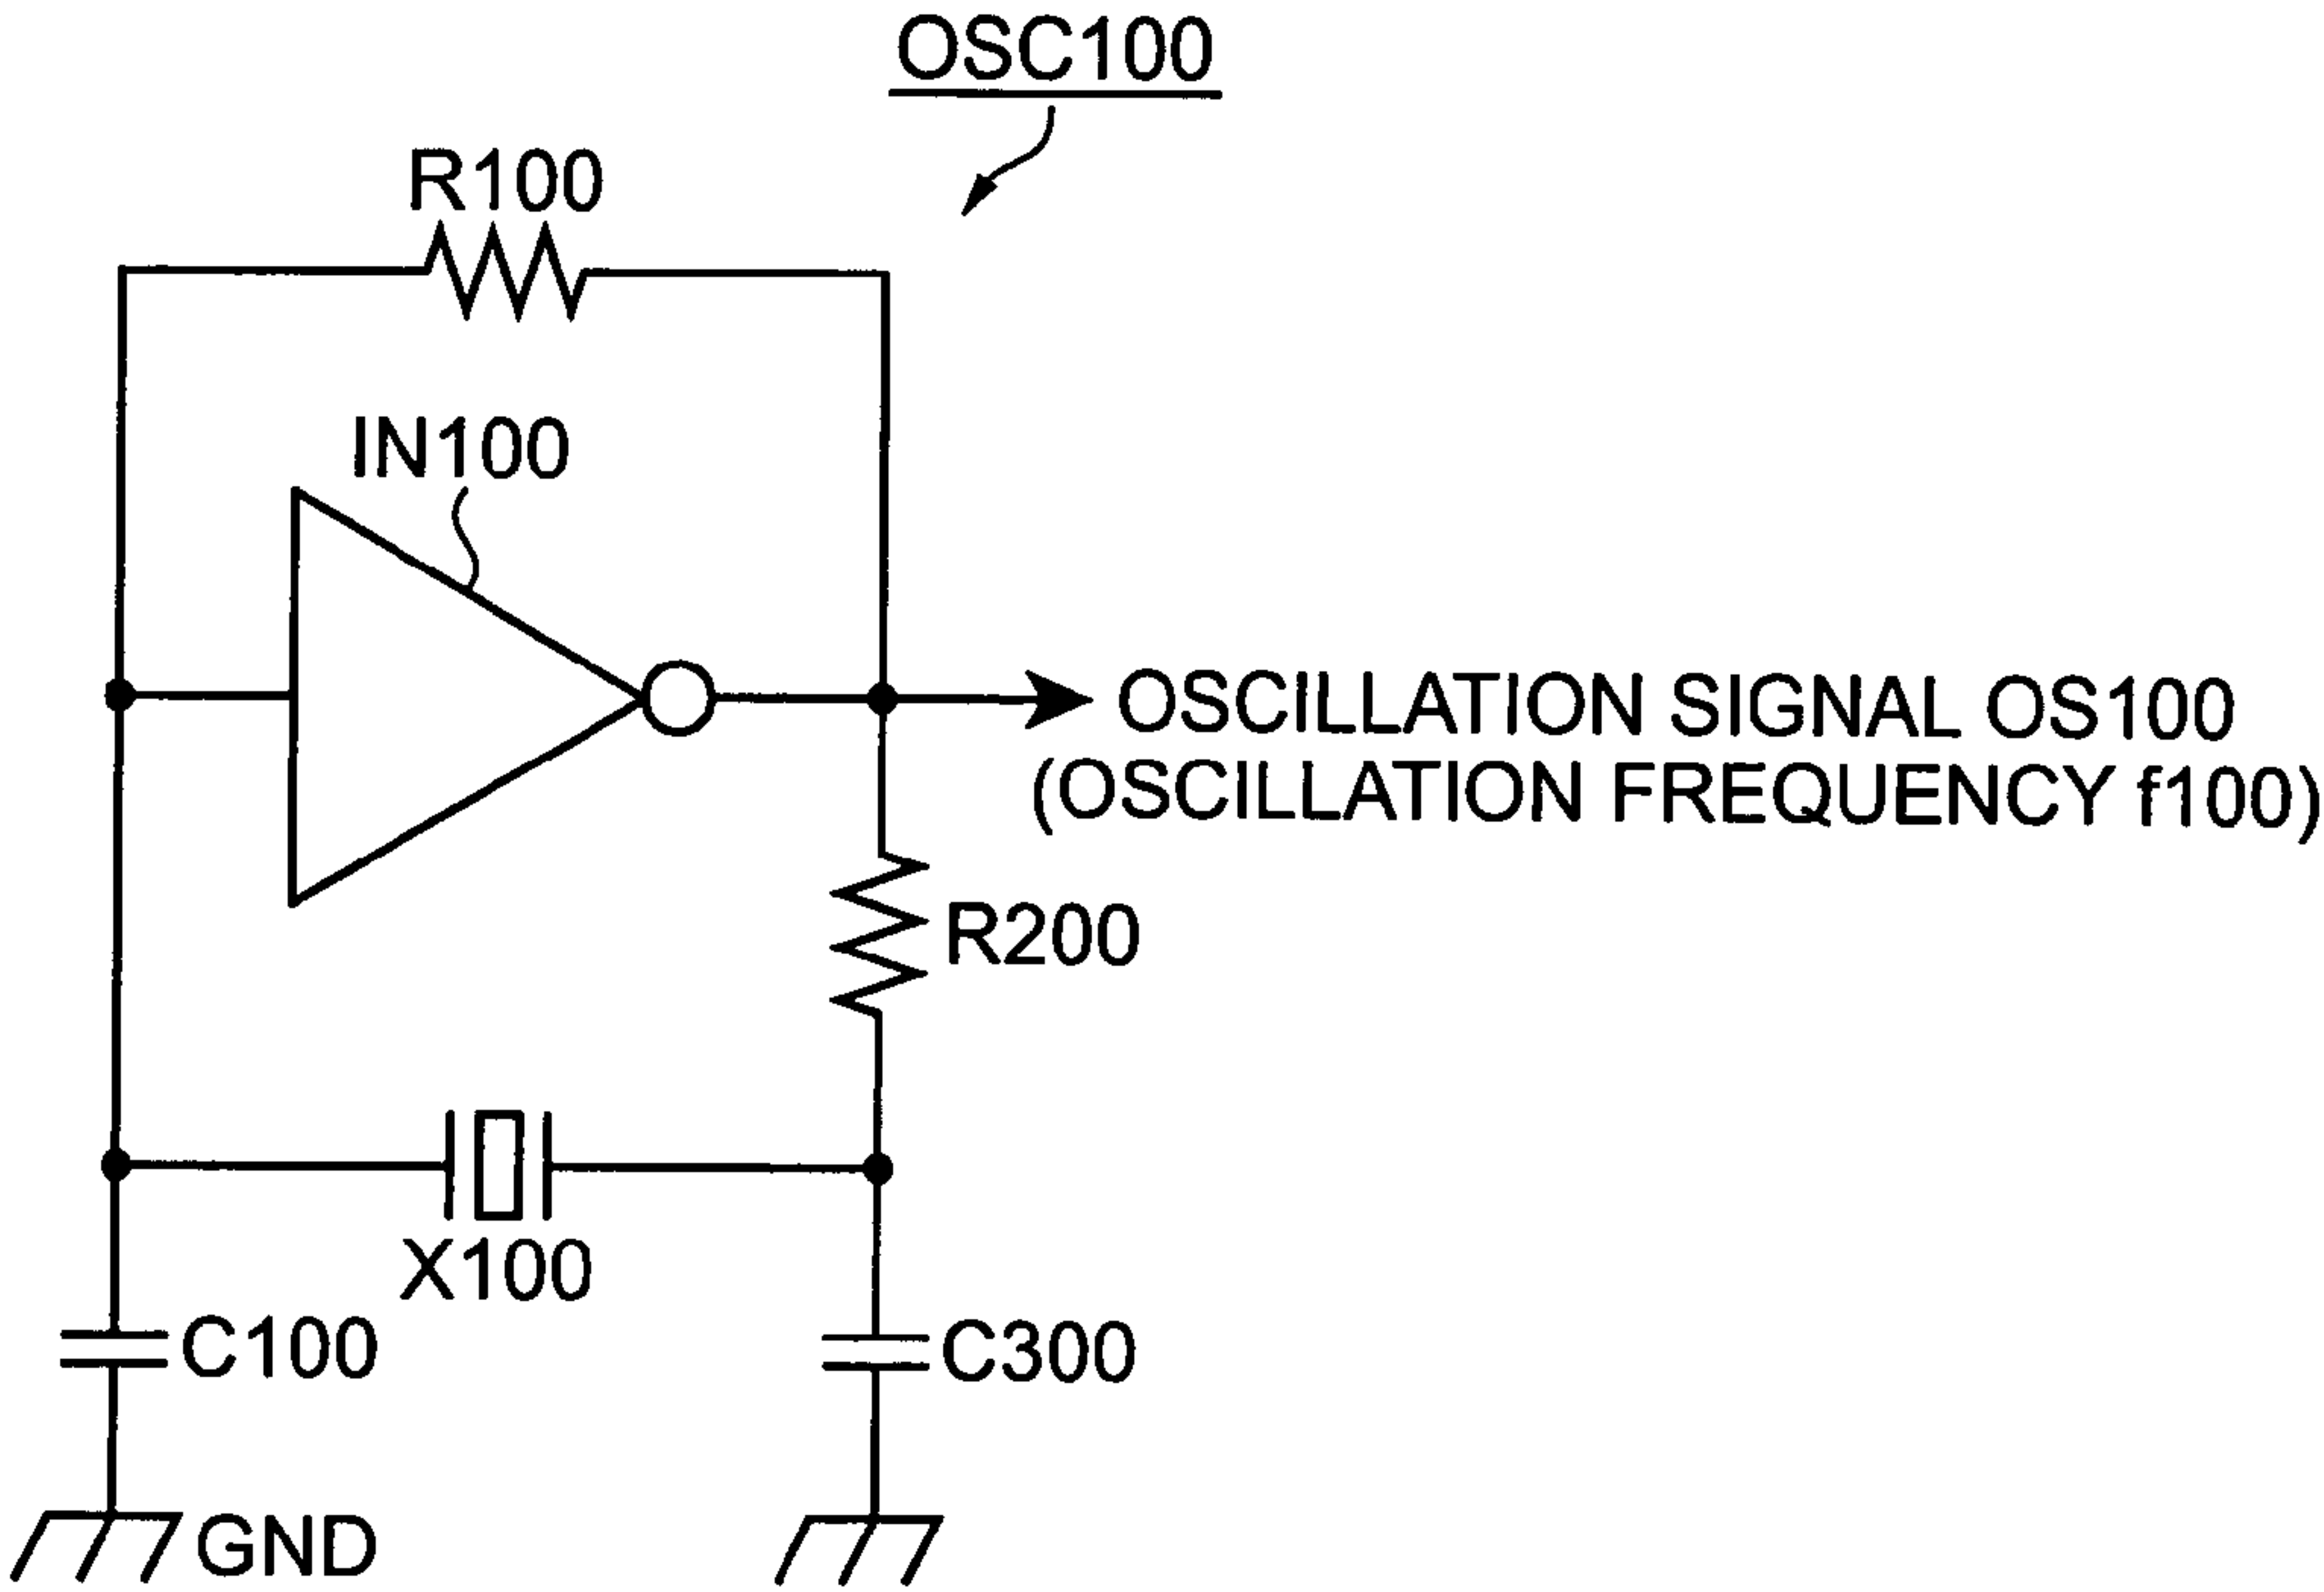 OSC100
R100
IN100
OSCILLATION SIGNAL OS100
(OSCILLATION FREQUENCY f100)
R200
X100
C100
C300
GND